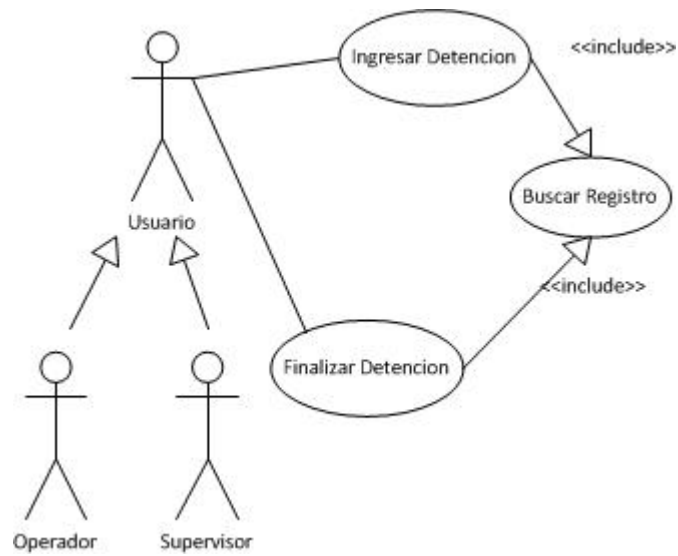 Ingresar Detencion
<<include>>
Buscar Registro
Usuario
<<include>>
Finalizar Detencion
Operador
Supervisor